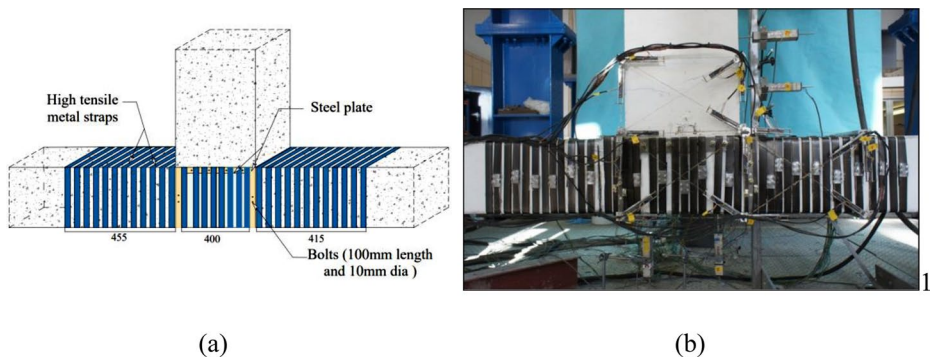 High tensile
metal straps
Steel plate
455
400
415
Bolts (100mm length
and 10mm dia )
1
(a)
(b)